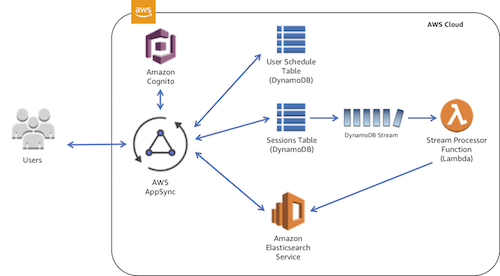 aws
AWS Cloud
Amazon
Cognito
User Schedule
Table
(DynamoDB)
Users
AWS
AppSync
Sessions Table
(DynamoDB)
DynamoDB Stream
Stream Processor
Function
(Lambda)
Amazon
Elasticsearch
Service